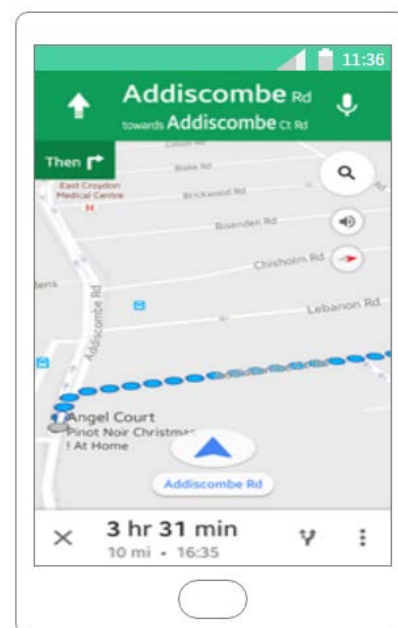 11:36
Addiscombe Rd
towards Addiscombe Ct Rd
Then
Blake Rd
East Croydon
Medical Centre
Brickwood Rd
H
Rd
Chisholm Rd
Lebanon Rd
Addiscombe Rd
Angel Court
Pinot Noir Christmas
! At Home
Addiscombe Rd
3 hr 31 min
10 mi • 16:35